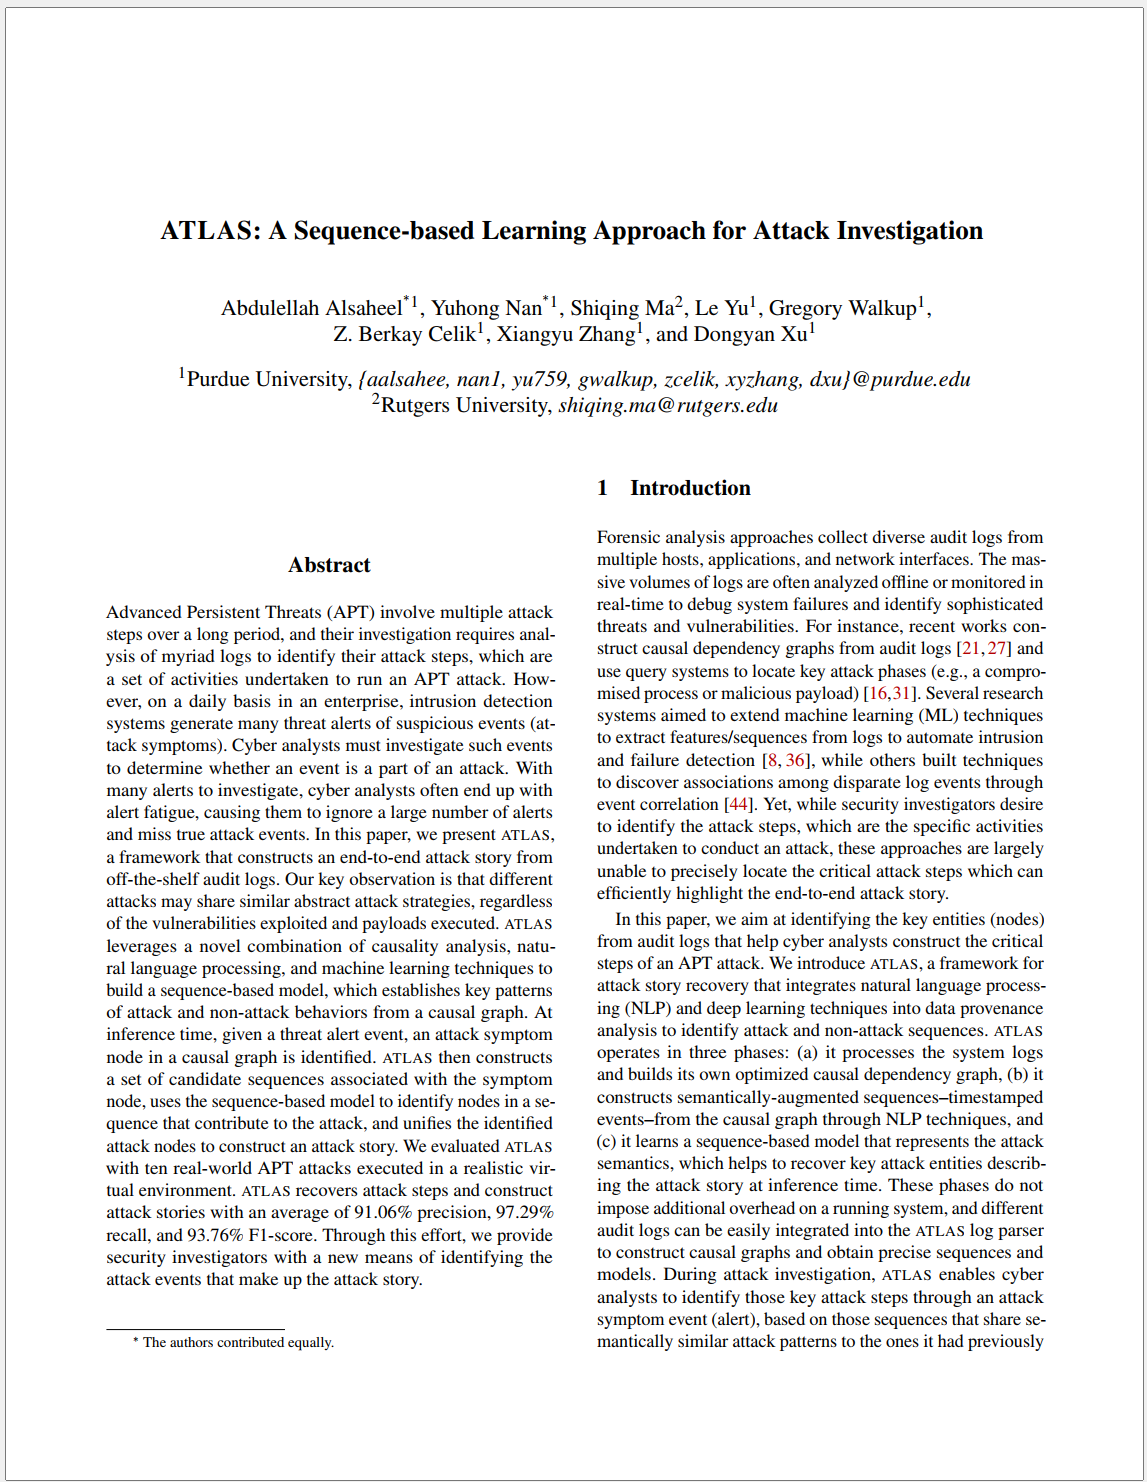 ATLAS: A Sequence-based Learning Approach for Attack Investigation
Abdulellah Alsaheel*1, Yuhong Nan*1, Shiqing Ma2, Le Yu1, Gregory Walkup1,
Z. Berkay Celik1, Xiangyu Zhang1, and Dongyan Xu1
1Purdue University, {aalsahee, nan1, yu759, gwalkup, zcelik, xyzhang, dxu}@purdue.edu
2Rutgers University, shiqing.ma@rutgers.edu
Abstract
Advanced Persistent Threats (APT) involve multiple attack
steps over a long period, and their investigation requires anal-
ysis of myriad logs to identify their attack steps, which are
a set of activities undertaken to run an APT attack. How-
ever, on a daily basis in an enterprise, intrusion detection
systems generate many threat alerts of suspicious events (at-
tack symptoms). Cyber analysts must investigate such events
to determine whether an event is a part of an attack. With
many alerts to investigate, cyber analysts often end up with
alert fatigue, causing them to ignore a large number of alerts
and miss true attack events. In this paper, we present ATLAS,
a framework that constructs an end-to-end attack story from
off-the-shelf audit logs. Our key observation is that different
attacks may share similar abstract attack strategies, regardless
of the vulnerabilities exploited and payloads executed. ATLAS
leverages a novel combination of causality analysis, natu-
ral language processing, and machine learning techniques to
build a sequence-based model, which establishes key patterns
of attack and non-attack behaviors from a causal graph. At
inference time, given a threat alert event, an attack symptom
node in a causal graph is identified. ATLAS then constructs
a set of candidate sequences associated with the symptom
node, uses the sequence-based model to identify nodes in a se-
quence that contribute to the attack, and unifies the identified
attack nodes to construct an attack story. We evaluated ATLAS
with ten real-world APT attacks executed in a realistic vir-
tual environment. ATLAS recovers attack steps and construct
attack stories with an average of 91.06% precision, 97.29%
recall, and 93.76% F1-score. Through this effort, we provide
security investigators with a new means of identifying the
attack events that make up the attack story.
* The authors contributed equally.
1 Introduction
Forensic analysis approaches collect diverse audit logs from
multiple hosts, applications, and network interfaces. The mas-
sive volumes of logs are often analyzed offline or monitored in
real-time to debug system failures and identify sophisticated
threats and vulnerabilities. For instance, recent works con-
struct causal dependency graphs from audit logs [21,27] and
use query systems to locate key attack phases (e.g., a compro-
mised process or malicious payload) [16,31]. Several research
systems aimed to extend machine learning (ML) techniques
to extract features/sequences from logs to automate intrusion
and failure detection [8, 36], while others built techniques
to discover associations among disparate log events through
event correlation [44]. Yet, while security investigators desire
to identify the attack steps, which are the specific activities
undertaken to conduct an attack, these approaches are largely
unable to precisely locate the critical attack steps which can
efficiently highlight the end-to-end attack story.
In this paper, we aim at identifying the key entities (nodes)
from audit logs that help cyber analysts construct the critical
steps of an APT attack. We introduce ATLAS, a framework for
attack story recovery that integrates natural language process-
ing (NLP) and deep learning techniques into data provenance
analysis to identify attack and non-attack sequences. ATLAS
operates in three phases: (a) it processes the system logs
and builds its own optimized causal dependency graph, (b) it
constructs semantically-augmented sequences–timestamped
events–from the causal graph through NLP techniques, and
(c) it learns a sequence-based model that represents the attack
semantics, which helps to recover key attack entities describ-
ing the attack story at inference time. These phases do not
impose additional overhead on a running system, and different
audit logs can be easily integrated into the ATLAS log parser
to construct causal graphs and obtain precise sequences and
models. During attack investigation, ATLAS enables cyber
analysts to identify those key attack steps through an attack
symptom event (alert), based on those sequences that share se-
mantically similar attack patterns to the ones it had previously